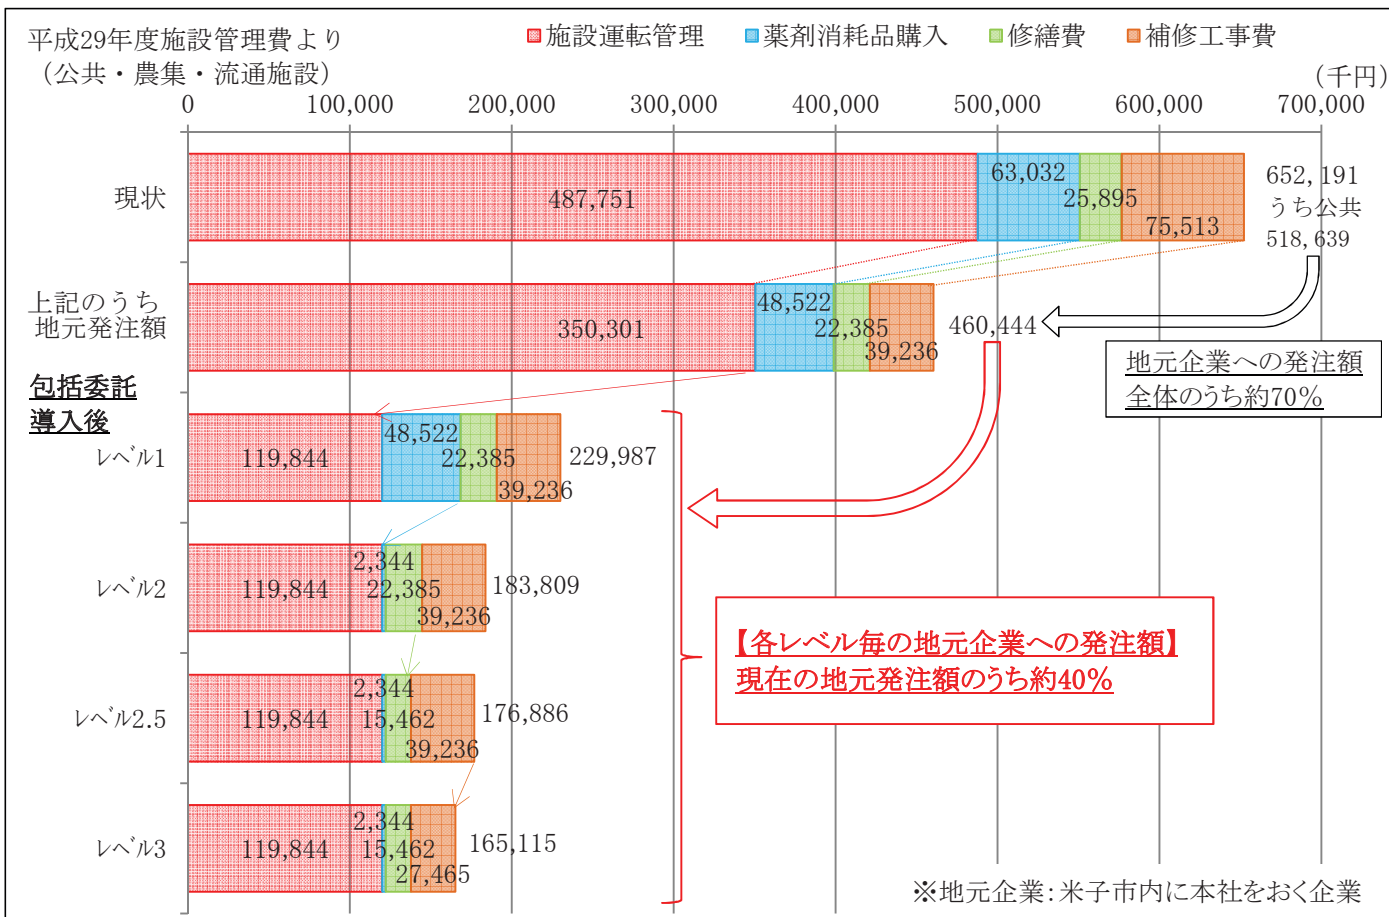 平成29年度施設管理費より
（公共・農集・流通施設）
施設運転管理 薬剤消耗品購入 修繕費 補修工事費
（千円）
0 100,000 200,000 300,000 400,000 500,000 600,000 700,000
現状
487,751
63,032
25,895
75,513
652,191
うち公共
518,639
上記のうち
地元発注額
350,301
48,522
22,385
39,236
460,444
地元企業への発注額
全体のうち約70%
包括委託
導入後
ﾚﾍﾞﾙ1
119,844
48,522
22,385
39,236
229,987
ﾚﾍﾞﾙ2
119,844
2,344
22,385
39,236
183,809
【各レベル毎の地元企業への発注額】
現在の地元発注額のうち約40%
ﾚﾍﾞﾙ2.5
119,844
2,344
15,462
39,236
176,886
ﾚﾍﾞﾙ3
119,844
2,344
15,462
27,465
165,115
※地元企業：米子市内に本社をおく企業